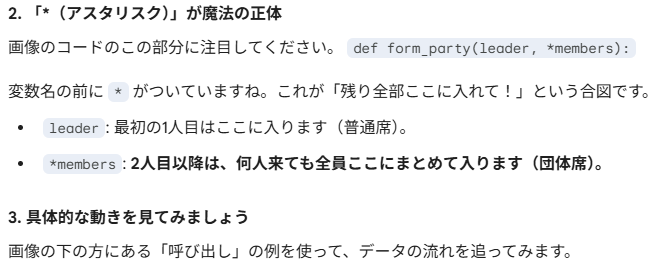 2. 「*（アスタリスク）」が魔法の正体
画像のコードのこの部分に注目してください。 def form_party(leader, *members):
変数名の前に * がついていますね。これが「残り全部ここに入れて！」という合図です。
• leader: 最初の1人目はここに入ります（普通席）。
• *members: 2人目以降は、何人来ても全員ここにまとめて入ります（団体席）。
3. 具体的な動きを見てみましょう
画像の下の方にある「呼び出し」の例を使って、データの流れを追ってみます。